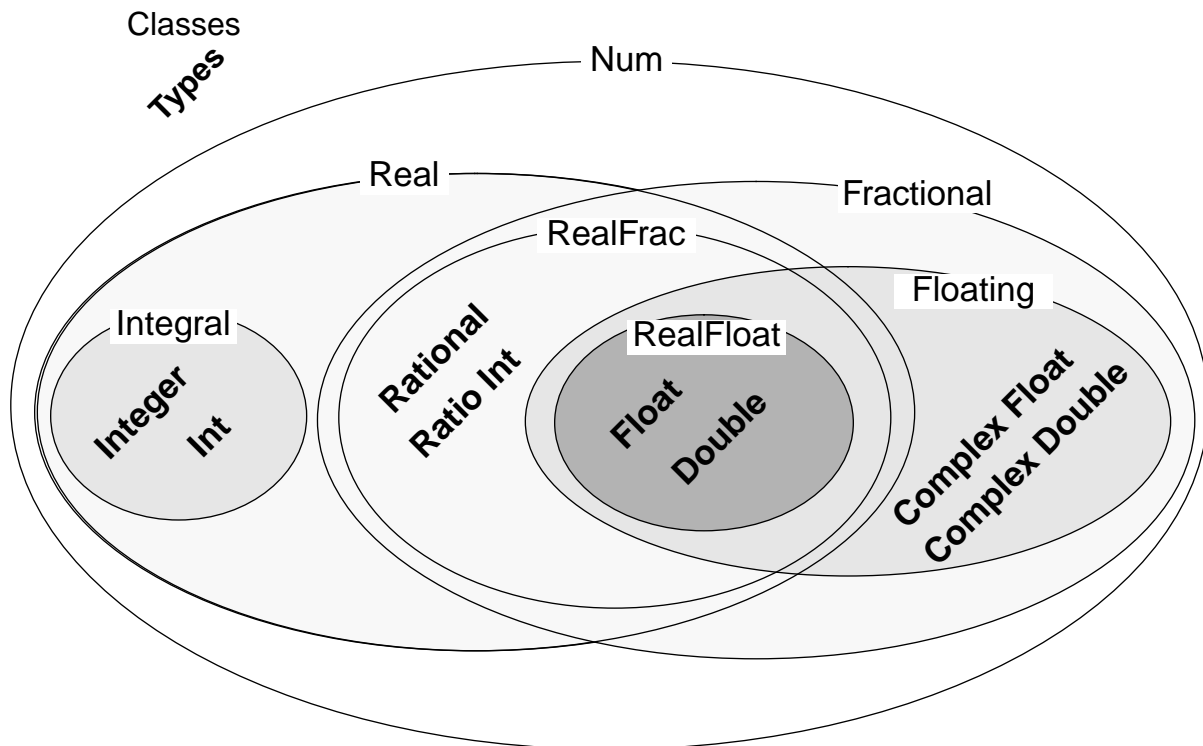 Classes
Types
Num
Real
Fractional
RealFrac
Floating
Integral
RealFloat
Rational
Ratio Int
Integer
Int
Float
Double
Complex Float
Complex Double